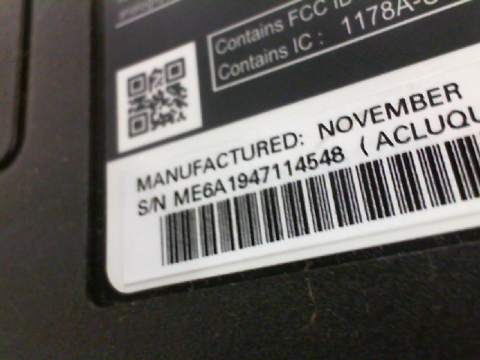 Contains FCC ID
Contains IC : 1178A-
MANUFACTURED: NOVEMBER
S/N ME6A1947114548 ( ACLUQU